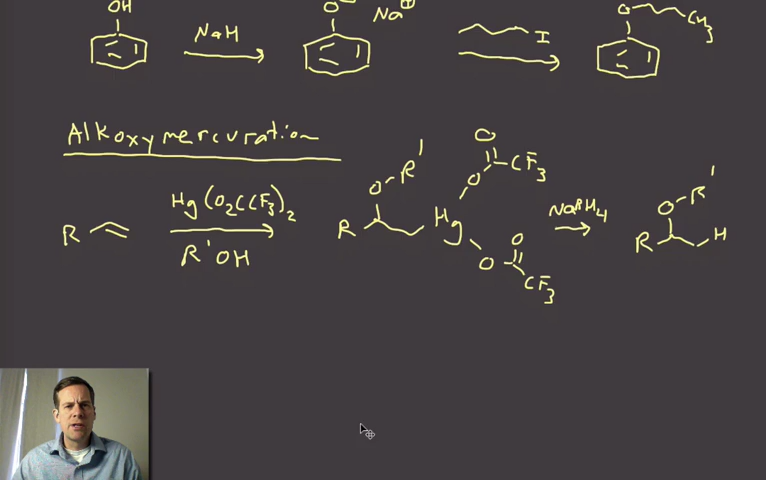 OH
NaH
O⁻
Na⊕
I
O
CH3
Alkoxymercuration
R
Hg(O2CCF3)2
R'OH
R
O-R'
Hg
O
O
CF3
O
O
CF3
NaBH4
R
O-R'
H